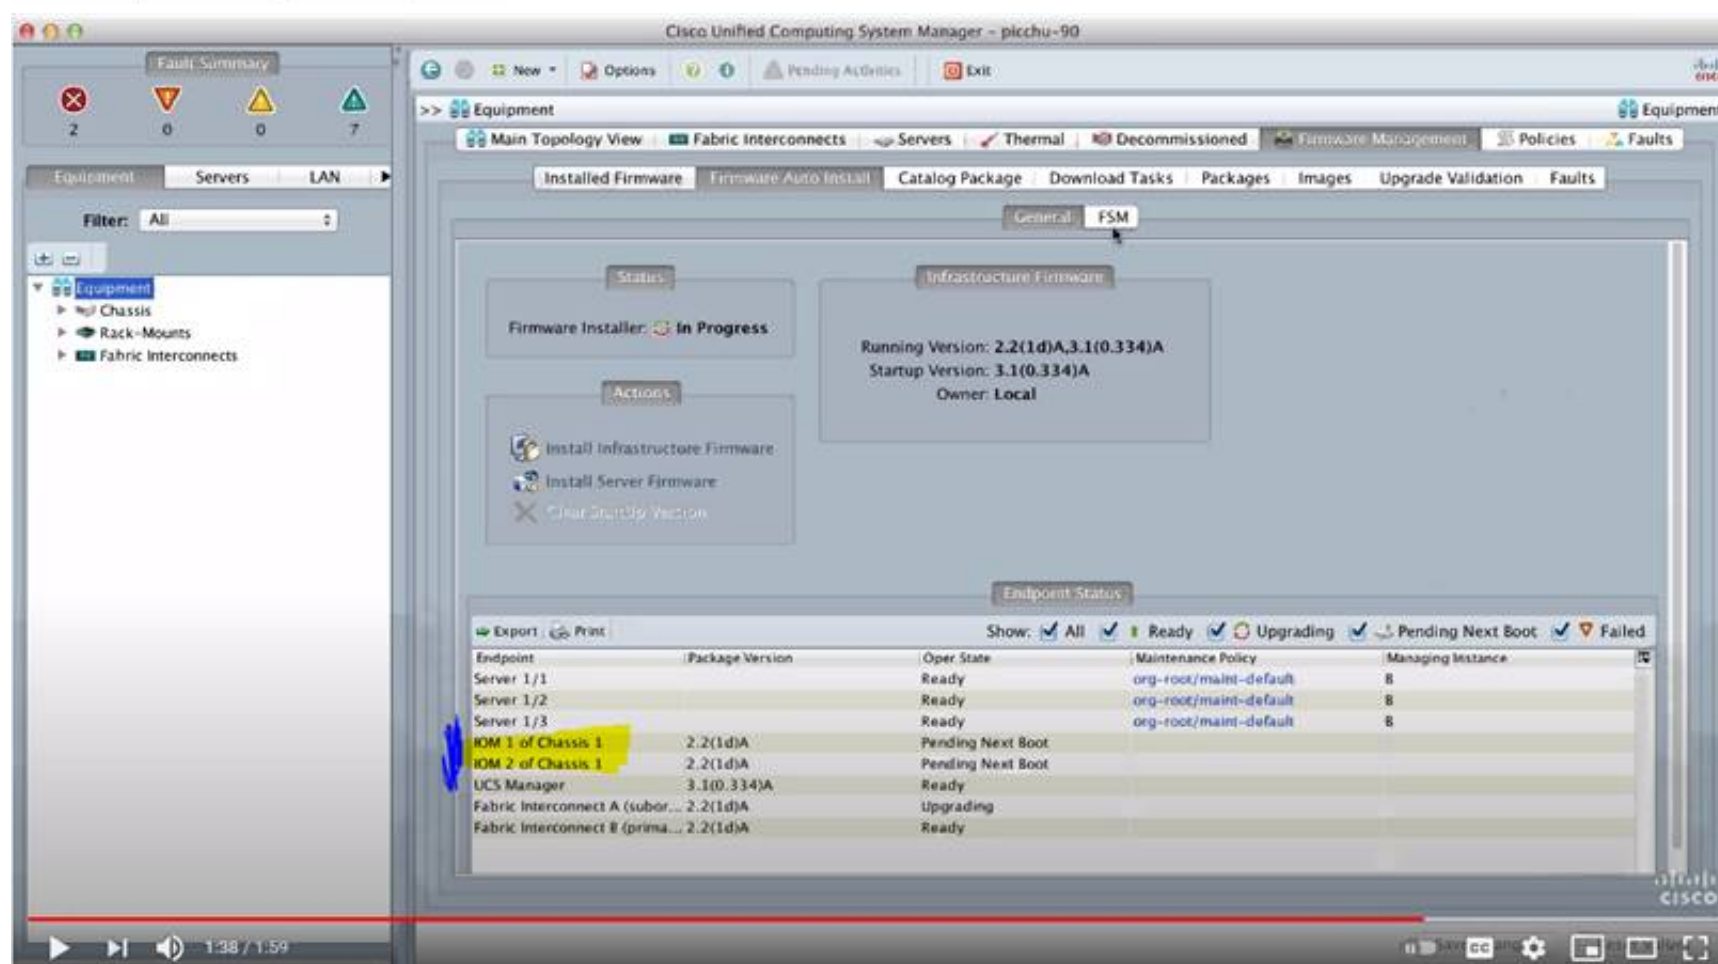 Cisco Unified Computing System Manager - picchu-90
Fault Summary
2 0 0 7
New Options Pending Activities Exit
>> Equipment Equipment
Main Topology View Fabric Interconnects Servers Thermal Decommissioned Firmware Management Policies Faults
Equipment Servers LAN
Installed Firmware Firmware Auto Install Catalog Package Download Tasks Packages Images Upgrade Validation Faults
Filter: All
General FSM
Equipment
Chassis
Rack-Mounts
Fabric Interconnects
Status
Firmware Installer: In Progress
Infrastructure Firmware
Running Version: 2.2(1d)A,3.1(0.334)A
Startup Version: 3.1(0.334)A
Owner: Local
Actions
Install Infrastructure Firmware
Install Server Firmware
Clear Startup Version
Endpoint Status
Export Print Show: All Ready Upgrading Pending Next Boot Failed
Endpoint Package Version Oper State Maintenance Policy Managing Instance
Server 1/1 Ready org-root/maint-default B
Server 1/2 Ready org-root/maint-default B
Server 1/3 Ready org-root/maint-default B
IOM 1 of Chassis 1 2.2(1d)A Pending Next Boot
IOM 2 of Chassis 1 2.2(1d)A Pending Next Boot
UCS Manager 3.1(0.334)A Ready
Fabric Interconnect A (subor... 2.2(1d)A Upgrading
Fabric Interconnect B (prima... 2.2(1d)A Ready
CISCO
1:38 / 1:59 CC